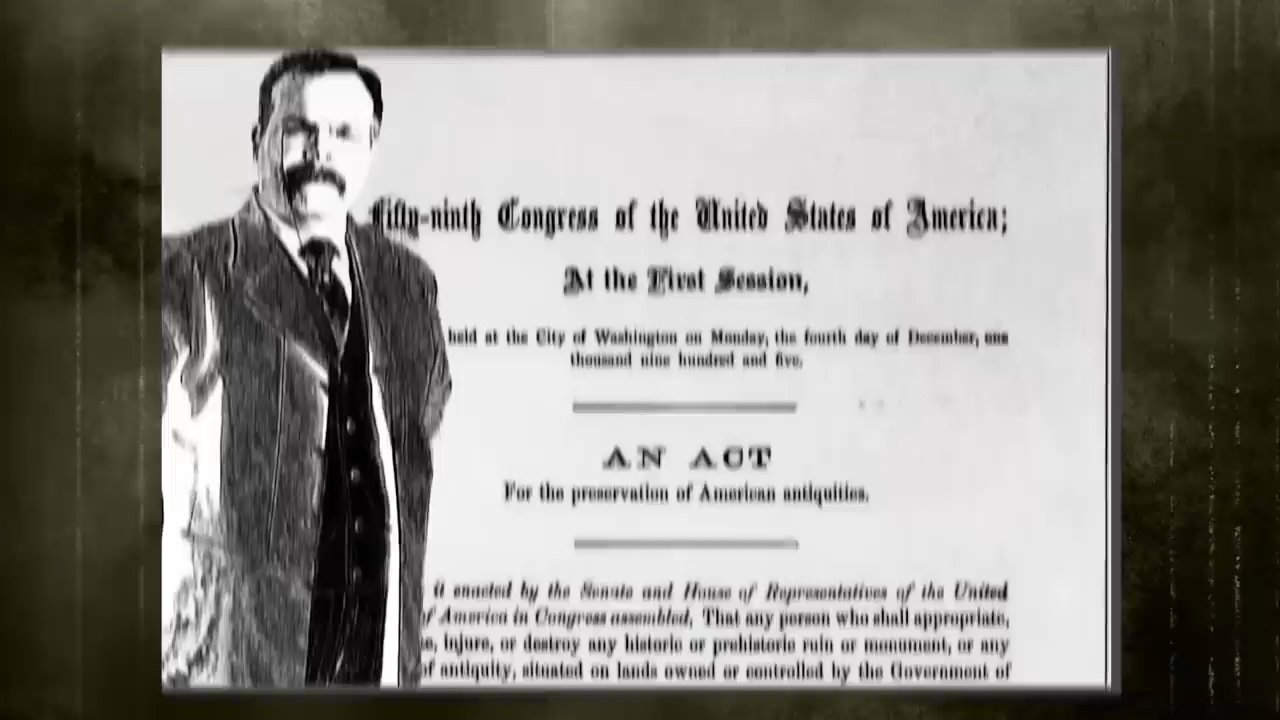 Fifty-ninth Congress of the United States of America;
At the First Session,
held at the City of Washington on Monday, the fourth day of December, one
thousand nine hundred and five.
AN ACT
For the preservation of American antiquities.
it enacted by the Senate and House of Representatives of the United
of America in Congress assembled, That any person who shall appropriate,
injure, or destroy any historic or prehistoric ruin or monument, or any
of antiquity, situated on lands owned or controlled by the Government of